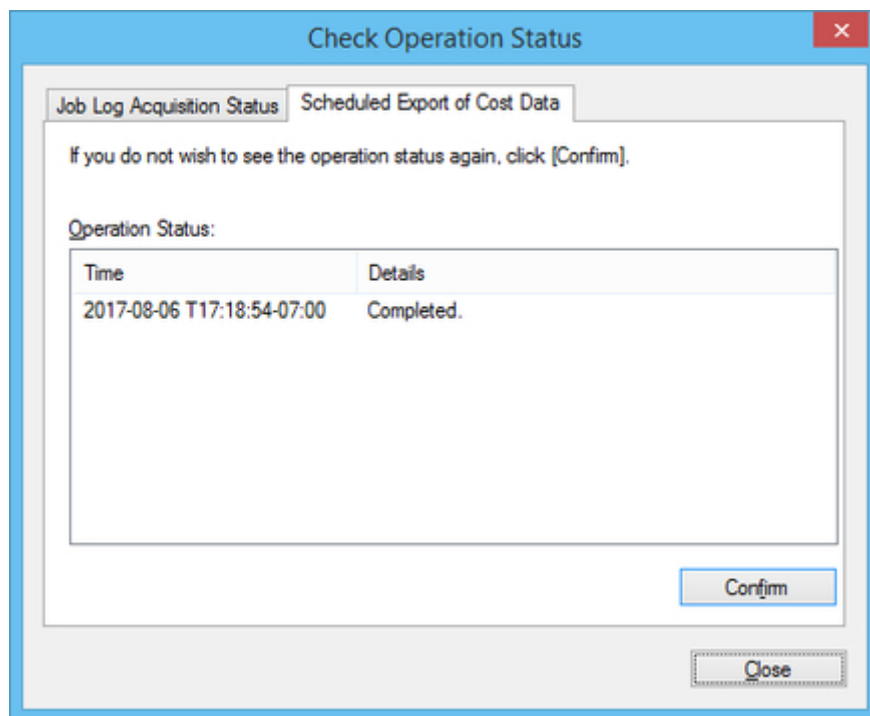 Check Operation Status
Job Log Acquisition Status
Scheduled Export of Cost Data
If you do not wish to see the operation status again, click [Confirm].
Operation Status:
Time Details
2017-08-06 T17:18:54-07:00 Completed.
Confirm
Close